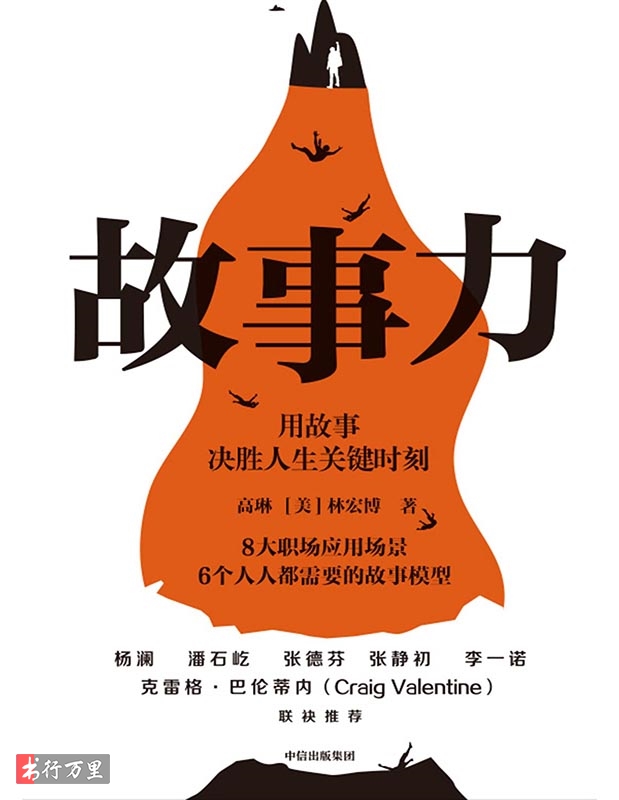 故事力
用故事
决胜人生关键时刻
高琳 [美]林宏博 著
8大职场应用场景
6个人人都需要的故事模型
杨澜 潘石屹 张德芬 张静初 李一诺
克雷格·巴伦蒂内（Craig Valentine）
联袂推荐
中信出版集团
书行万里